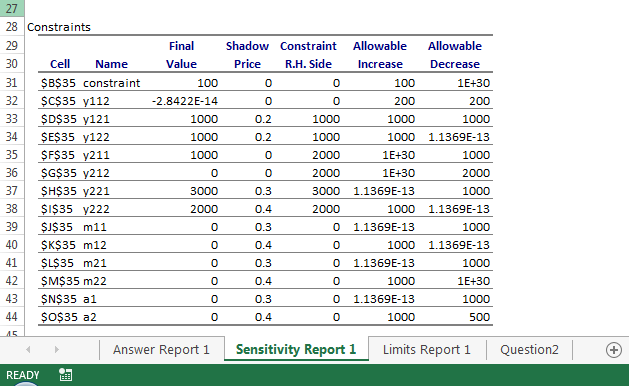 27
28 Constraints
29 Final Shadow Constraint Allowable Allowable
30 Cell Name Value Price R.H. Side Increase Decrease
31 $B$35 constraint 100 0 0 100 1E+30
32 $C$35 y112 -2.8422E-14 0 0 200 200
33 $D$35 y121 1000 0.2 1000 1000 1000
34 $E$35 y122 1000 0.2 1000 1000 1.1369E-13
35 $F$35 y211 1000 0 2000 1E+30 1000
36 $G$35 y212 0 0 2000 1E+30 2000
37 $H$35 y221 3000 0.3 3000 1.1369E-13 1000
38 $I$35 y222 2000 0.4 2000 1000 1.1369E-13
39 $J$35 m11 0 0.3 0 1.1369E-13 1000
40 $K$35 m12 0 0.4 0 1000 1.1369E-13
41 $L$35 m21 0 0.3 0 1.1369E-13 1000
42 $M$35 m22 0 0.4 0 1000 1E+30
43 $N$35 a1 0 0.3 0 1.1369E-13 1000
44 $O$35 a2 0 0.4 0 1000 500
45
Answer Report 1 Sensitivity Report 1 Limits Report 1 Question2
READY